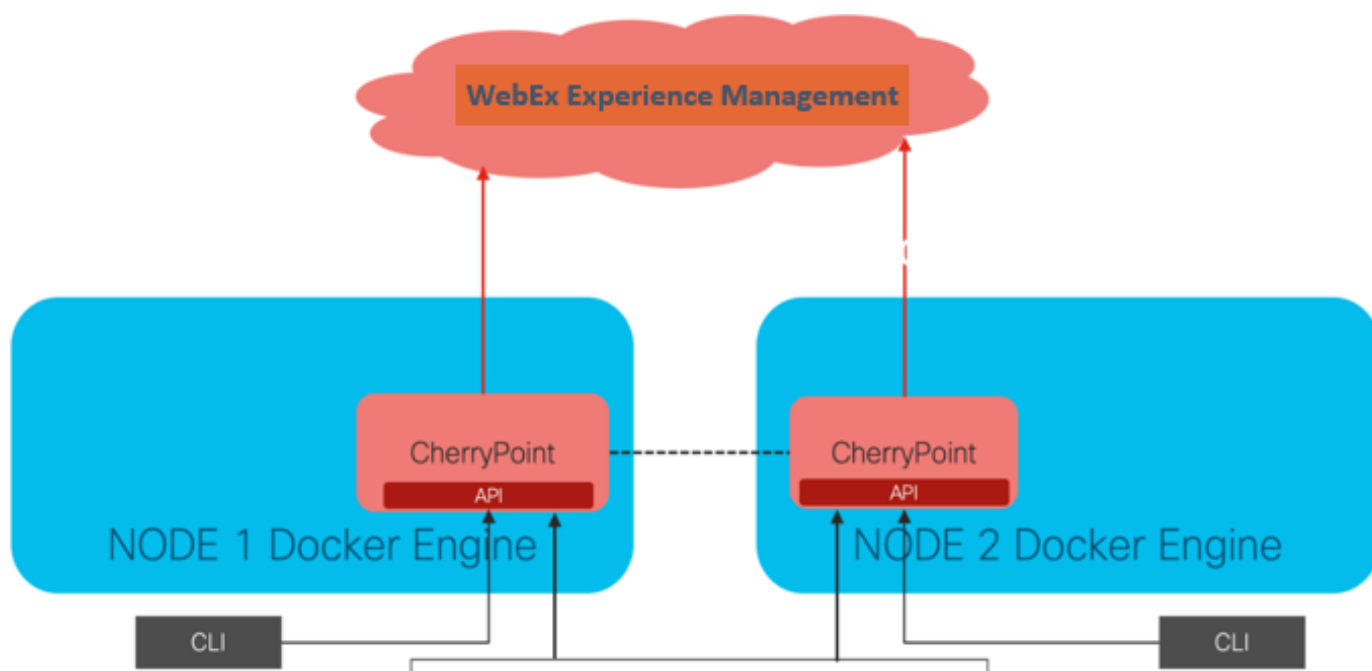 WebEx Experience Management
CherryPoint
API
NODE 1 Docker Engine
CherryPoint
API
NODE 2 Docker Engine
CLI
CLI